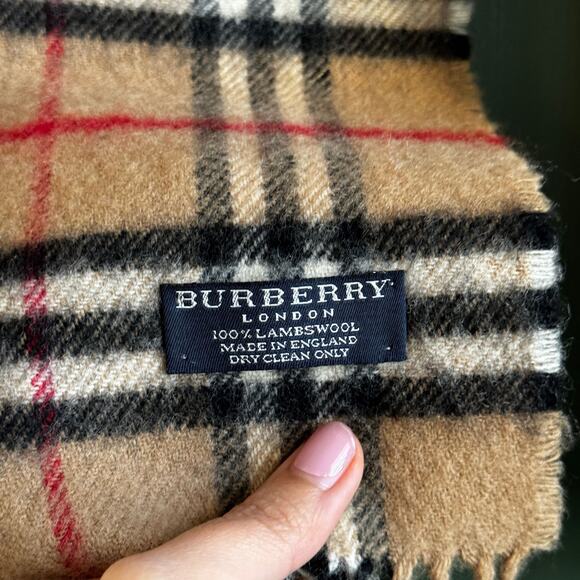 BURBERRY
LONDON
100% LAMBSWOOL
MADE IN ENGLAND
DRY CLEAN ONLY